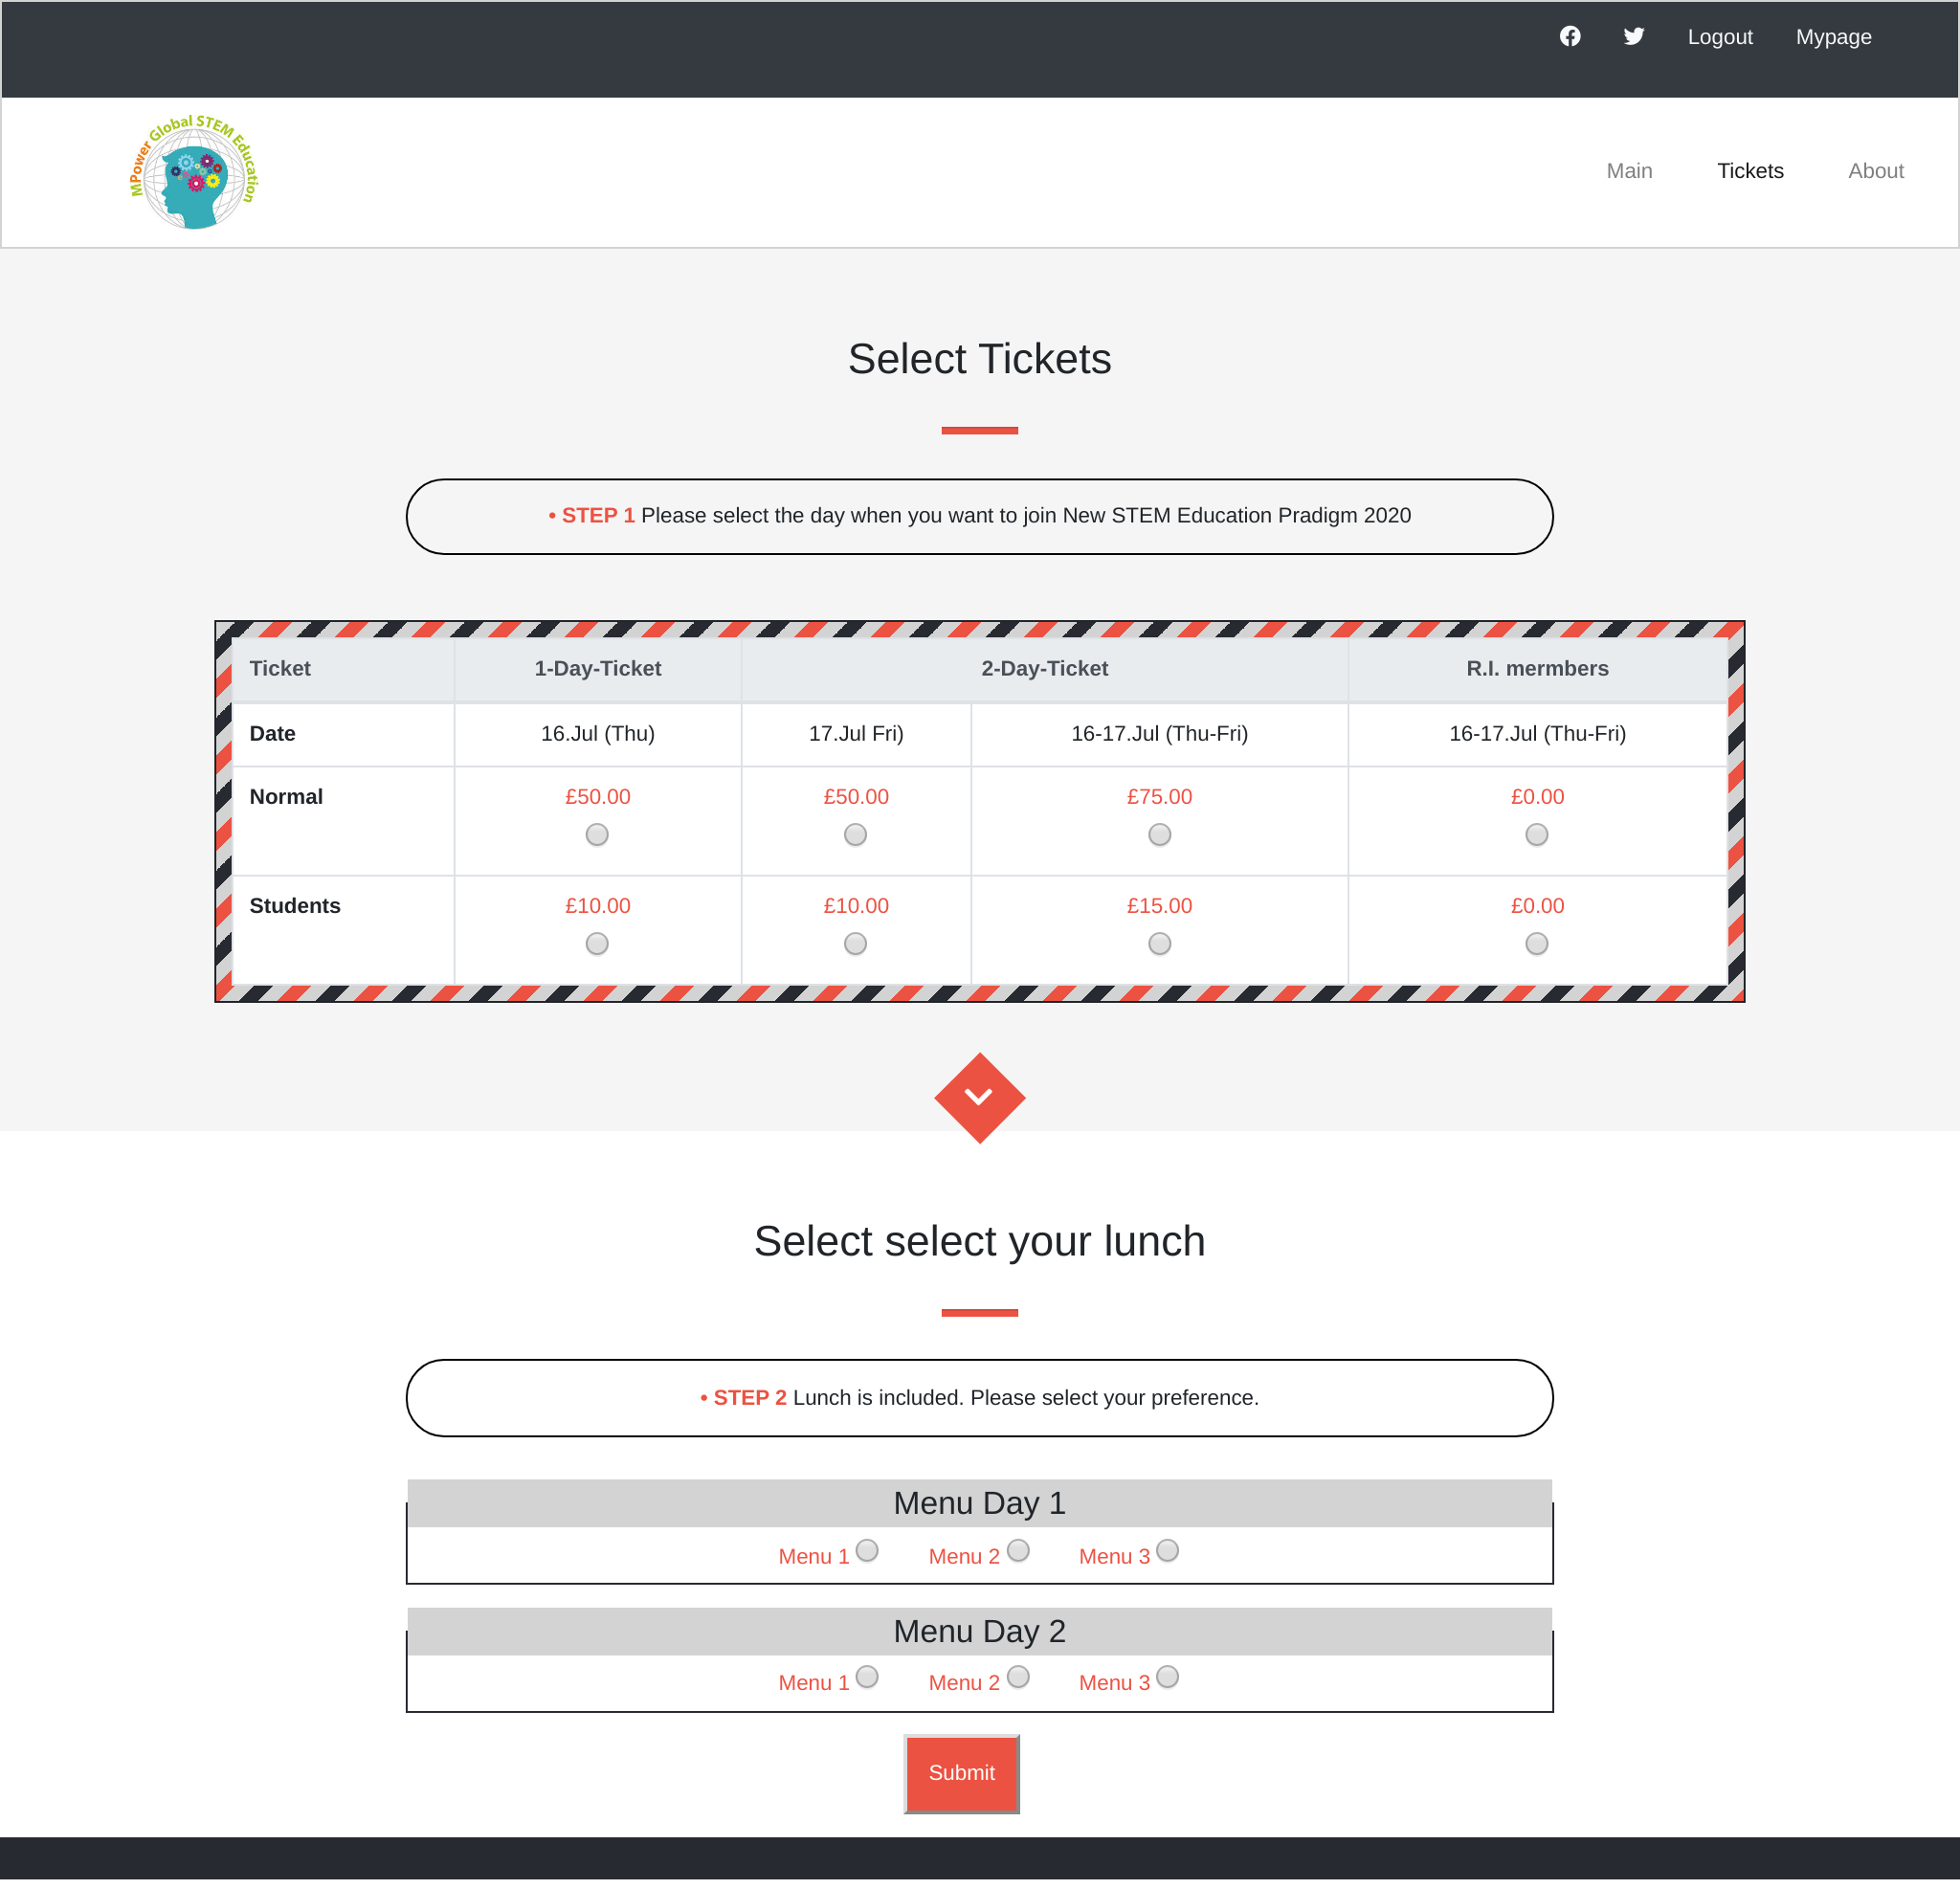 Logout Mypage
MPower Global STEM Education
Main Tickets About
Select Tickets
• STEP 1 Please select the day when you want to join New STEM Education Pradigm 2020
Ticket 1-Day-Ticket 2-Day-Ticket R.I. mermbers
Date 16.Jul (Thu) 17.Jul Fri) 16-17.Jul (Thu-Fri) 16-17.Jul (Thu-Fri)
Normal £50.00 £50.00 £75.00 £0.00
Students £10.00 £10.00 £15.00 £0.00
Select select your lunch
• STEP 2 Lunch is included. Please select your preference.
Menu Day 1
Menu 1 Menu 2 Menu 3
Menu Day 2
Menu 1 Menu 2 Menu 3
Submit